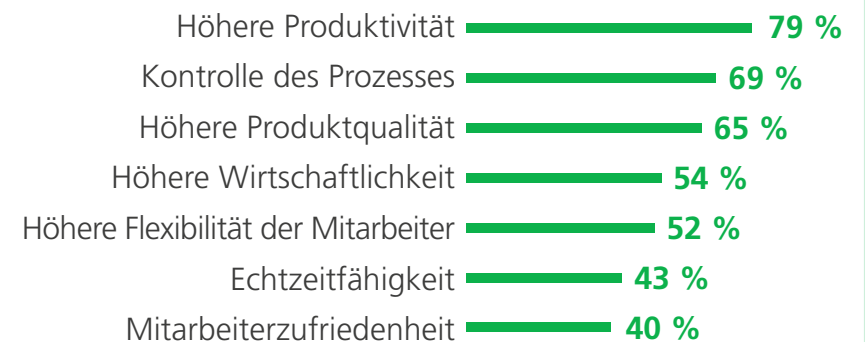 Höhere Produktivität 79 %
Kontrolle des Prozesses 69 %
Höhere Produktqualität 65 %
Höhere Wirtschaftlichkeit 54 %
Höhere Flexibilität der Mitarbeiter 52 %
Echtzeitfähigkeit 43 %
Mitarbeiterzufriedenheit 40 %